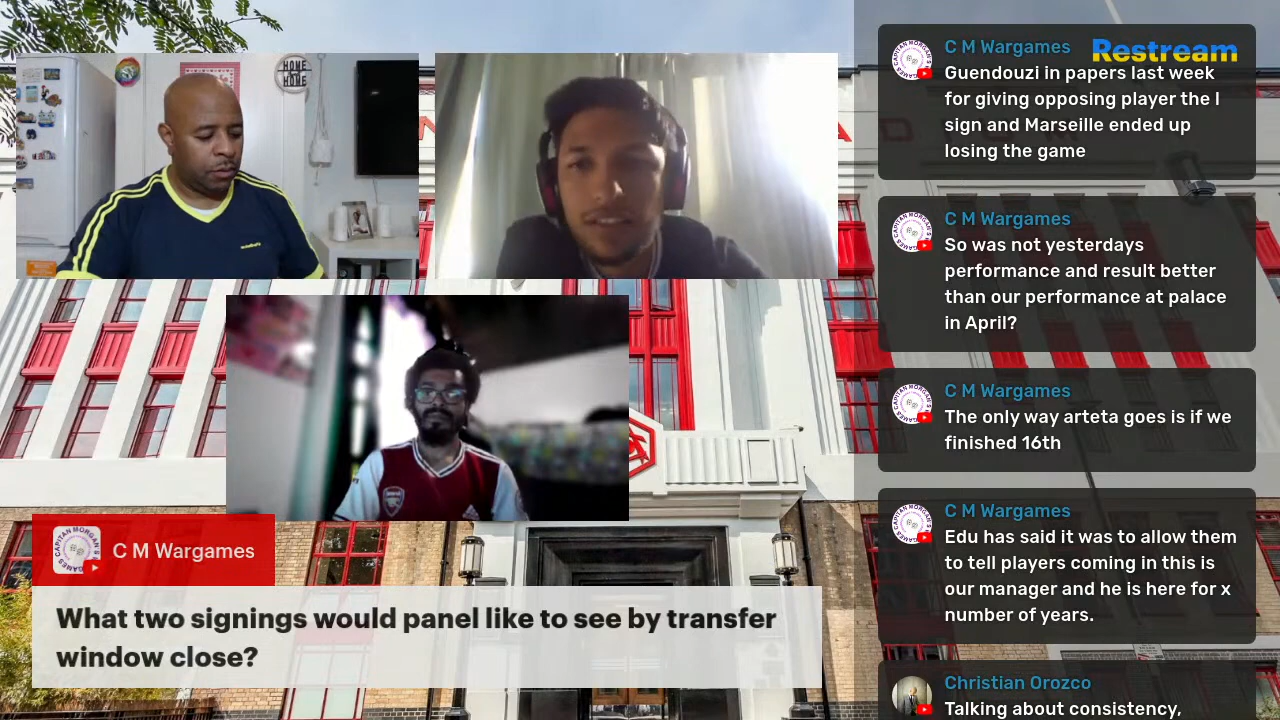 HOME
HOME
C M Wargames
What two signings would panel like to see by transfer
window close?
Restream
C M Wargames
Guendouzi in papers last week
for giving opposing player the l
sign and Marseille ended up
losing the game
C M Wargames
So was not yesterdays
performance and result better
than our performance at palace
in April?
C M Wargames
The only way arteta goes is if we
finished 16th
C M Wargames
Edu has said it was to allow them
to tell players coming in this is
our manager and he is here for x
number of years.
Christian Orozco
Talking about consistency,